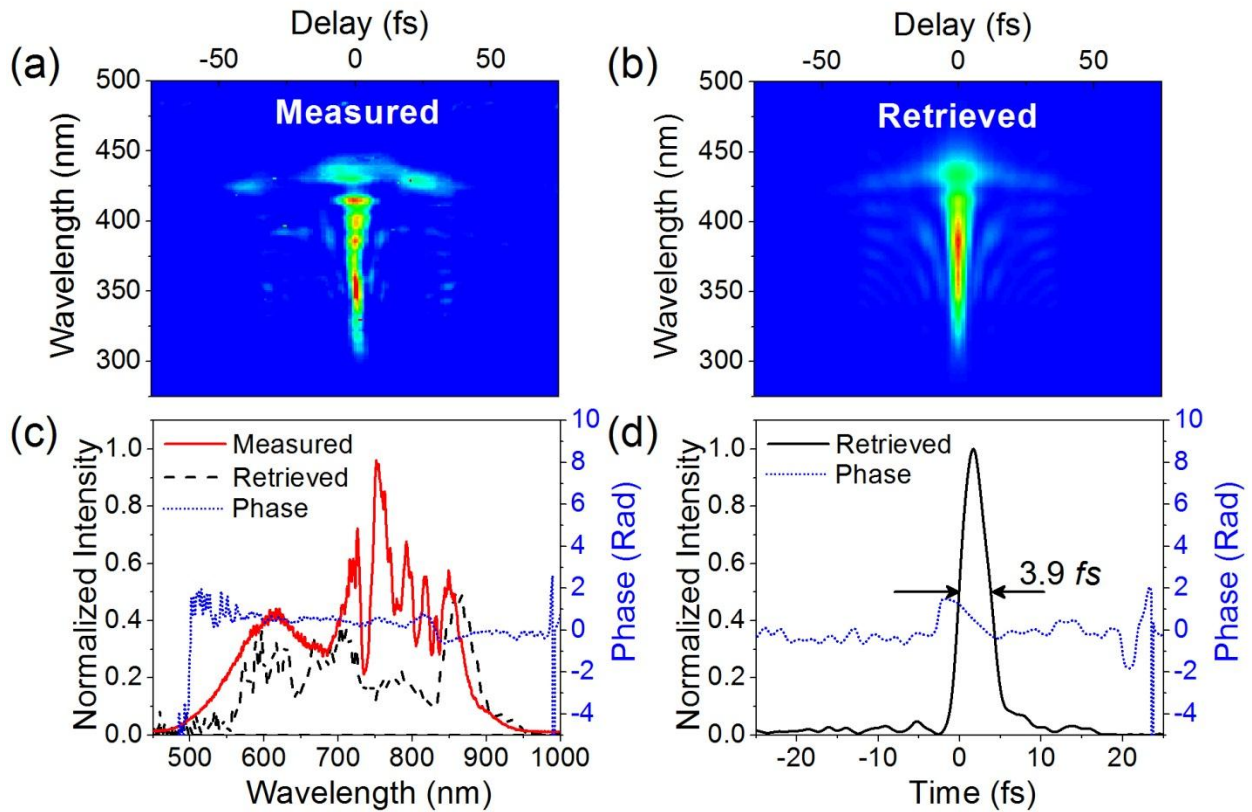 Delay (fs)
-50 0 50
(a)
Measured
Wavelength (nm)
500
450
400
350
300
Delay (fs)
-50 0 50
(b)
Retrieved
Wavelength (nm)
500
450
400
350
300
(c)
Measured
Retrieved
Phase
Normalized Intensity
1.0
0.8
0.6
0.4
0.2
0.0
10
8
6
4
2
0
-2
-4
Phase (Rad)
500 600 700 800 900 1000
Wavelength (nm)
(d)
Retrieved
Phase
3.9 fs
Normalized Intensity
1.0
0.8
0.6
0.4
0.2
0.0
10
8
6
4
2
0
-2
-4
Phase (Rad)
-20 -10 0 10 20
Time (fs)